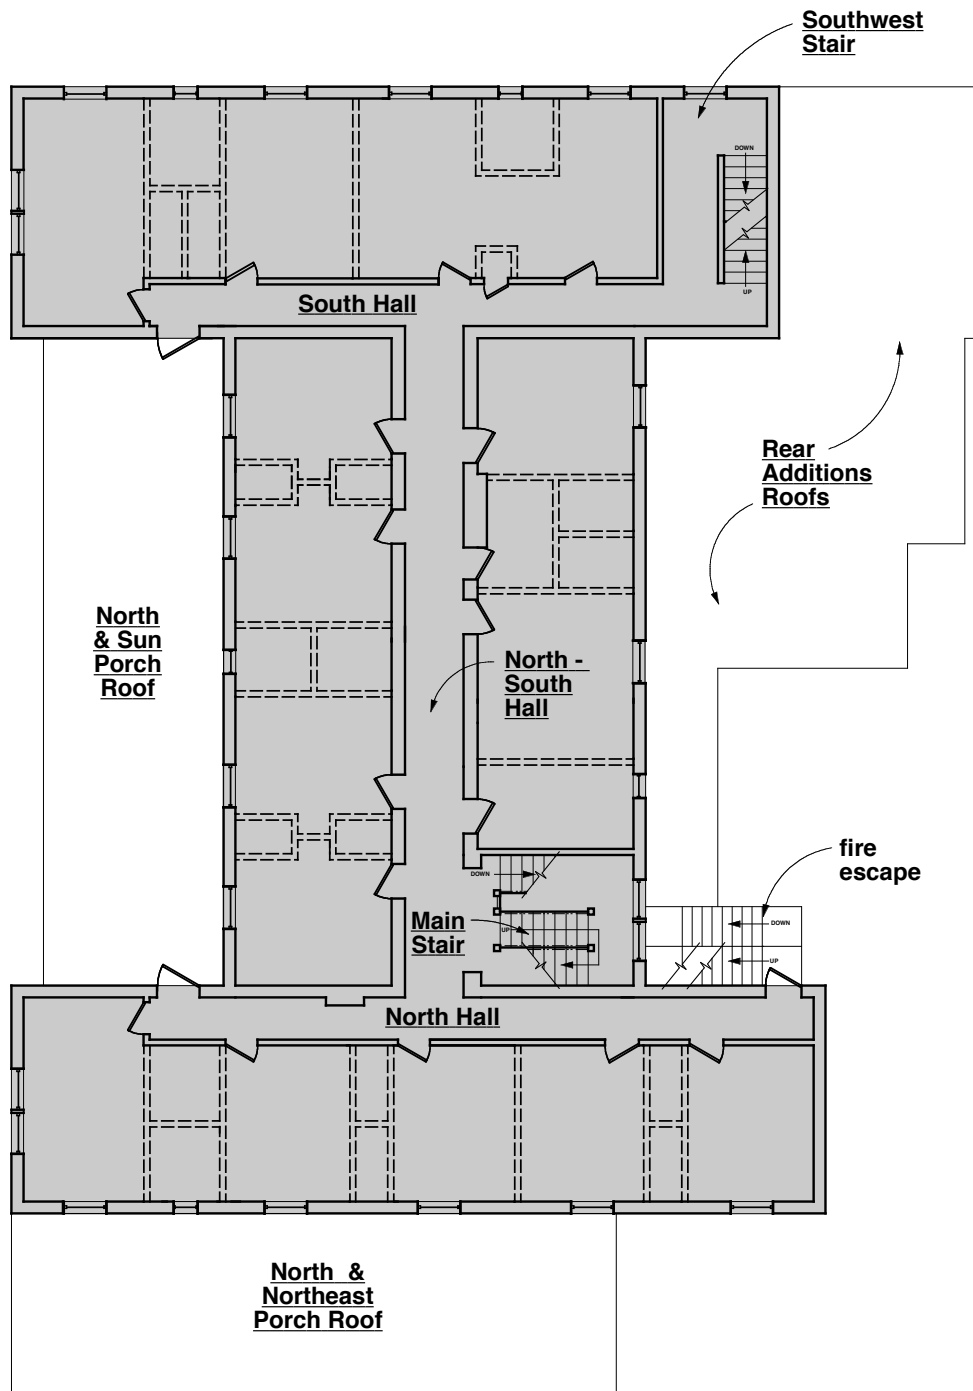 Southwest
Stair
DOWN
UP
South Hall
Rear
Additions
Roofs
North
& Sun
Porch
Roof
North -
South
Hall
fire
escape
DOWN
Main
Stair
UP
DOWN
UP
North Hall
North &
Northeast
Porch Roof